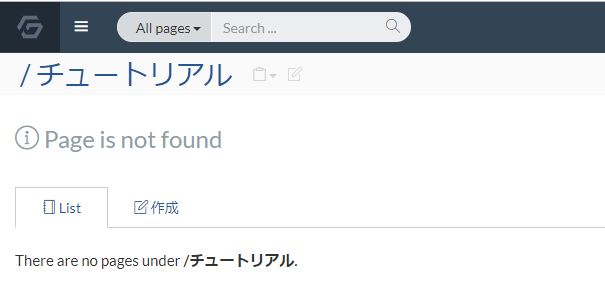 All pages Search ...
/チュートリアル
Page is not found
List 作成
There are no pages under /チュートリアル.